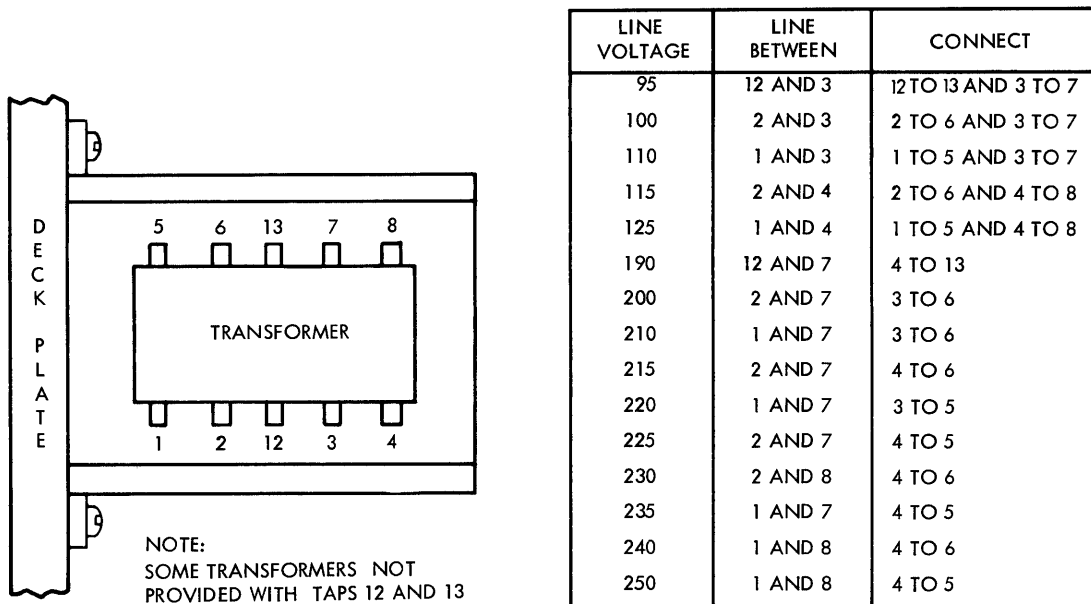 DECK PLATE
5 6 13 7 8
TRANSFORMER
1 2 12 3 4
NOTE:
SOME TRANSFORMERS NOT
PROVIDED WITH TAPS 12 AND 13
LINE VOLTAGE LINE BETWEEN CONNECT
95 12 AND 3 12 TO 13 AND 3 TO 7
100 2 AND 3 2 TO 6 AND 3 TO 7
110 1 AND 3 1 TO 5 AND 3 TO 7
115 2 AND 4 2 TO 6 AND 4 TO 8
125 1 AND 4 1 TO 5 AND 4 TO 8
190 12 AND 7 4 TO 13
200 2 AND 7 3 TO 6
210 1 AND 7 3 TO 6
215 2 AND 7 4 TO 6
220 1 AND 7 3 TO 5
225 2 AND 7 4 TO 5
230 2 AND 8 4 TO 6
235 1 AND 7 4 TO 5
240 1 AND 8 4 TO 6
250 1 AND 8 4 TO 5